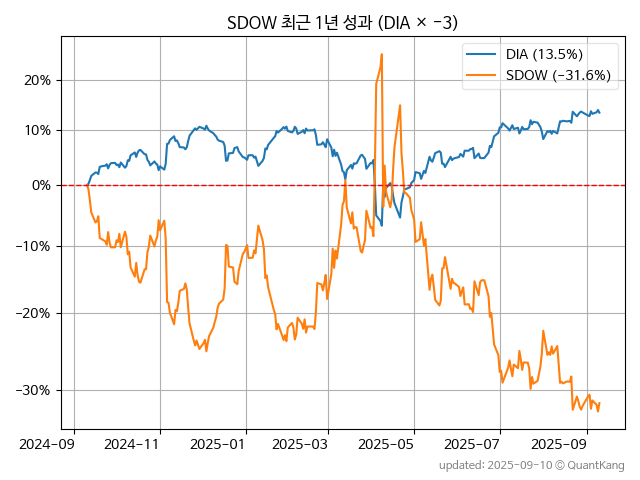 SDOW 최근 1년 성과 (DIA × −3)
DIA (13.5%)
SDOW (−31.6%)
20%
10%
0%
−10%
−20%
−30%
2024-09 2024-11 2025-01 2025-03 2025-05 2025-07 2025-09
updated: 2025-09-10 © QuantKang